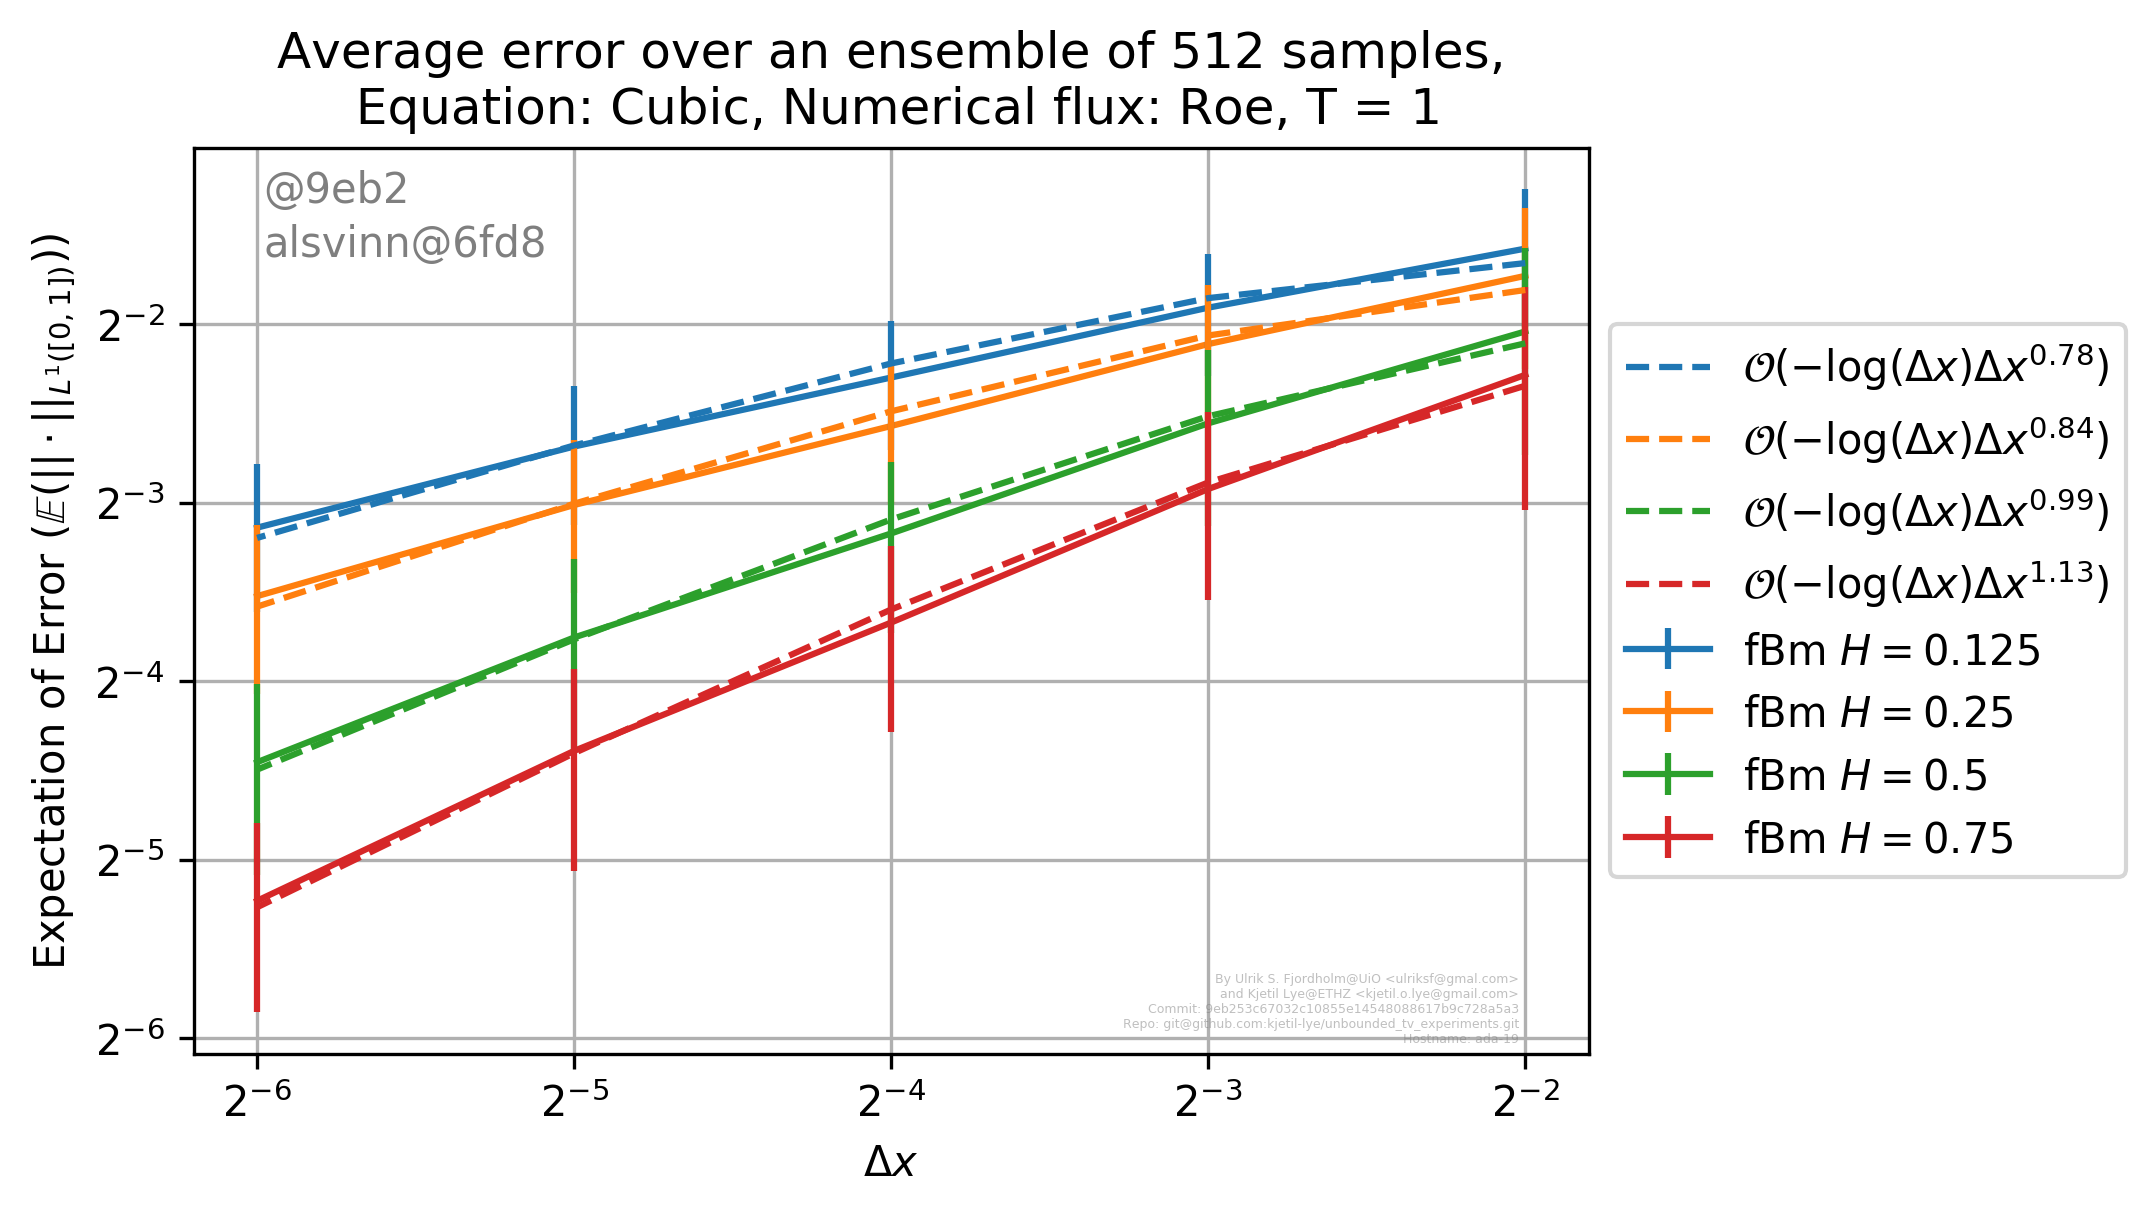 Average error over an ensemble of 512 samples,
Equation: Cubic, Numerical flux: Roe, T = 1
@9eb2
alsvinn@6fd8
Expectation of Error (𝔼(||·||_{L^1([0,1])}))
2^{-2}
2^{-3}
2^{-4}
2^{-5}
2^{-6}
2^{-6}
2^{-5}
2^{-4}
2^{-3}
2^{-2}
Δx
𝒪(−log(Δx)Δx^{0.78})
𝒪(−log(Δx)Δx^{0.84})
𝒪(−log(Δx)Δx^{0.99})
𝒪(−log(Δx)Δx^{1.13})
fBm H = 0.125
fBm H = 0.25
fBm H = 0.5
fBm H = 0.75
By Ulrik S. Fjordholm@UiO <ulriksf@gmal.com>
and Kjetil Lye@ETHZ <kjetil.o.lye@gmail.com>
Commit: 9eb253c67032c10855e14548088617b9c728a5a3
Repo: git@github.com:kjetil-lye/unbounded_tv_experiments.git
Hostname: ada-19